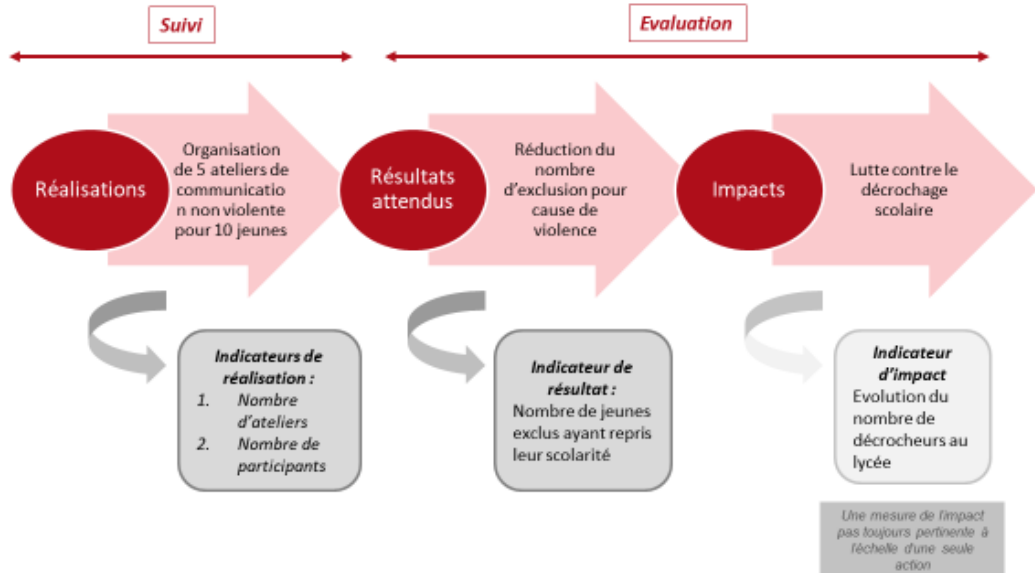 Suivi
Evaluation
Réalisations
Organisation
de 5 ateliers de
communicatio
n non violente
pour 10 jeunes
Résultats
attendus
Réduction du
nombre
d'exclusion pour
cause de
violence
Impacts
Lutte contre le
décrochage
scolaire
Indicateurs de
réalisation :
1. Nombre
d'ateliers
2. Nombre de
participants
Indicateur de
résultat :
Nombre de jeunes
exclus ayant repris
leur scolarité
Indicateur
d'impact
Evolution du
nombre de
décrocheurs au
lycée
Une mesure de l'impact
pas toujours pertinente à
l'échelle d'une seule
action